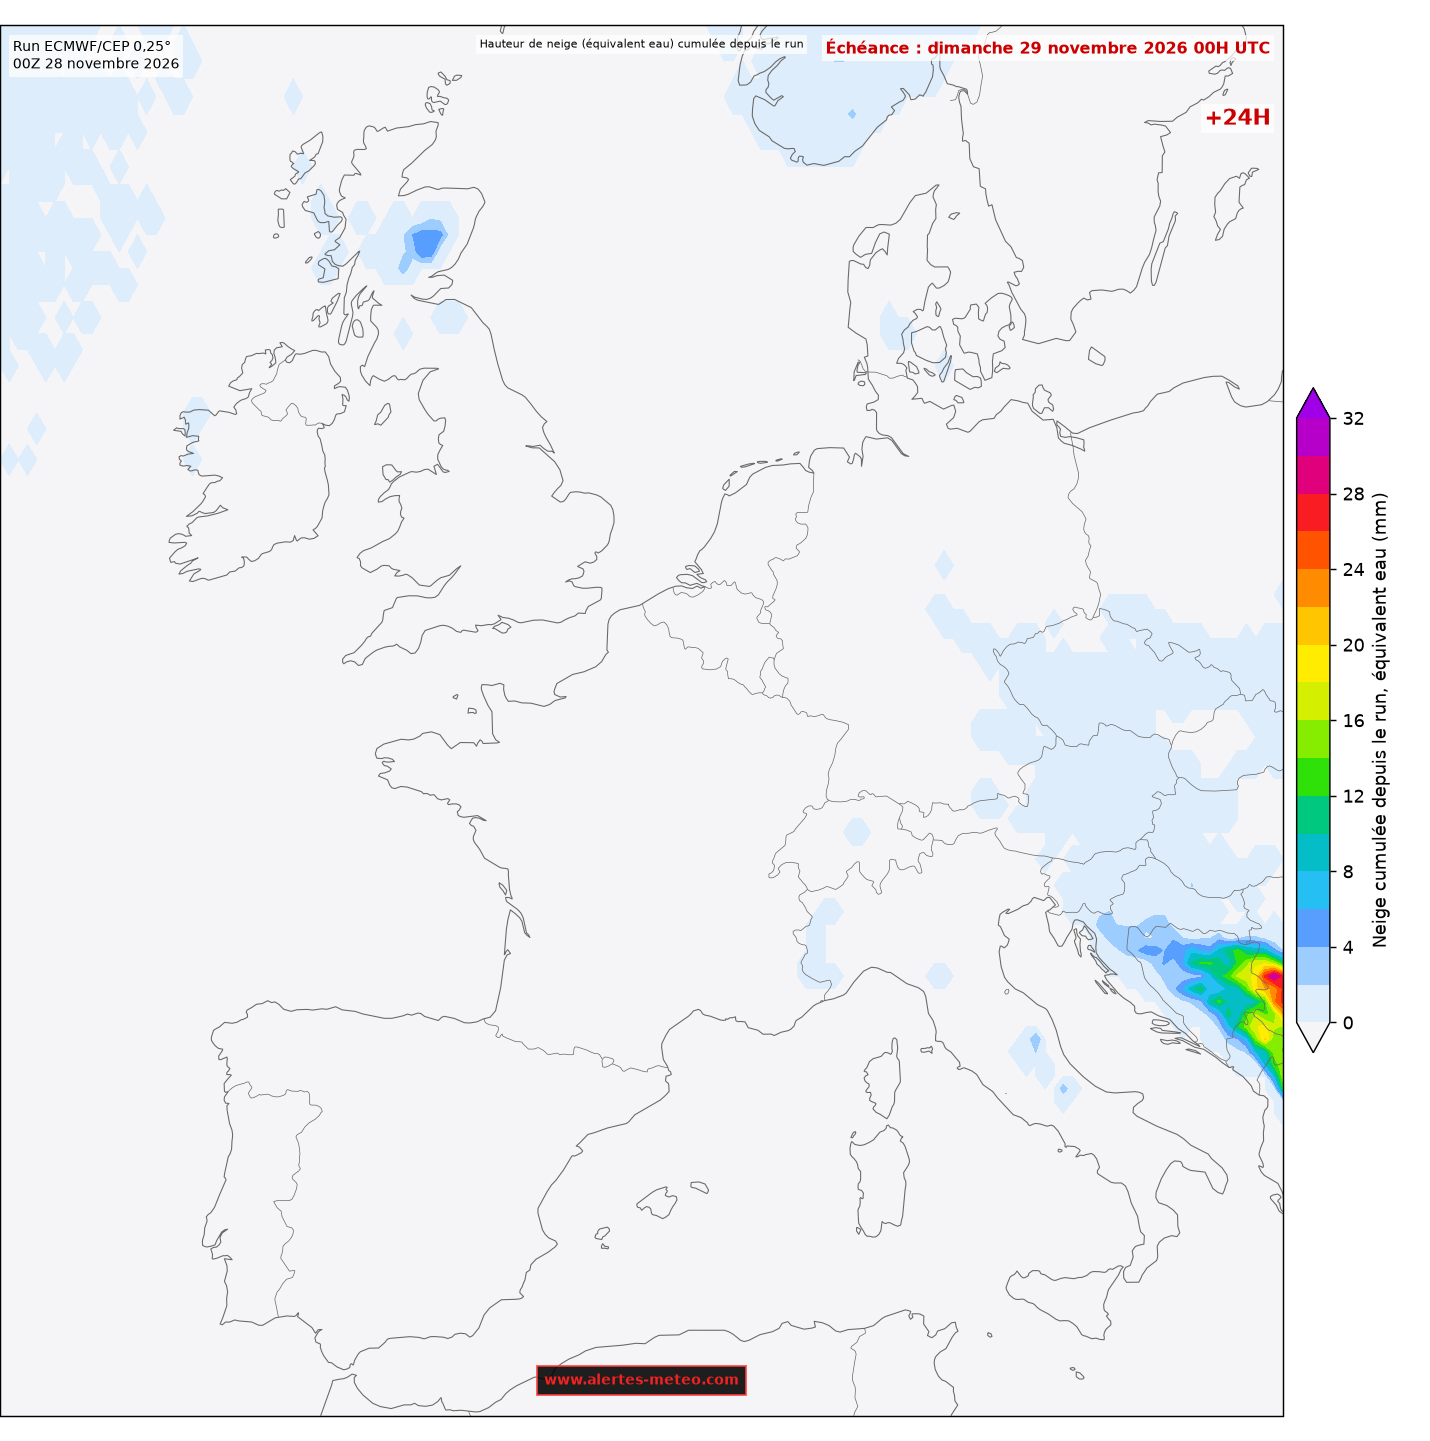 Run ECMWF/CEP 0,25°
00Z 28 novembre 2026
Hauteur de neige (équivalent eau) cumulée depuis le run
Échéance : dimanche 29 novembre 2026 00H UTC
+24H
32
28
24
20
16
12
8
4
0
Neige cumulée depuis le run, équivalent eau (mm)
www.alertes-meteo.com